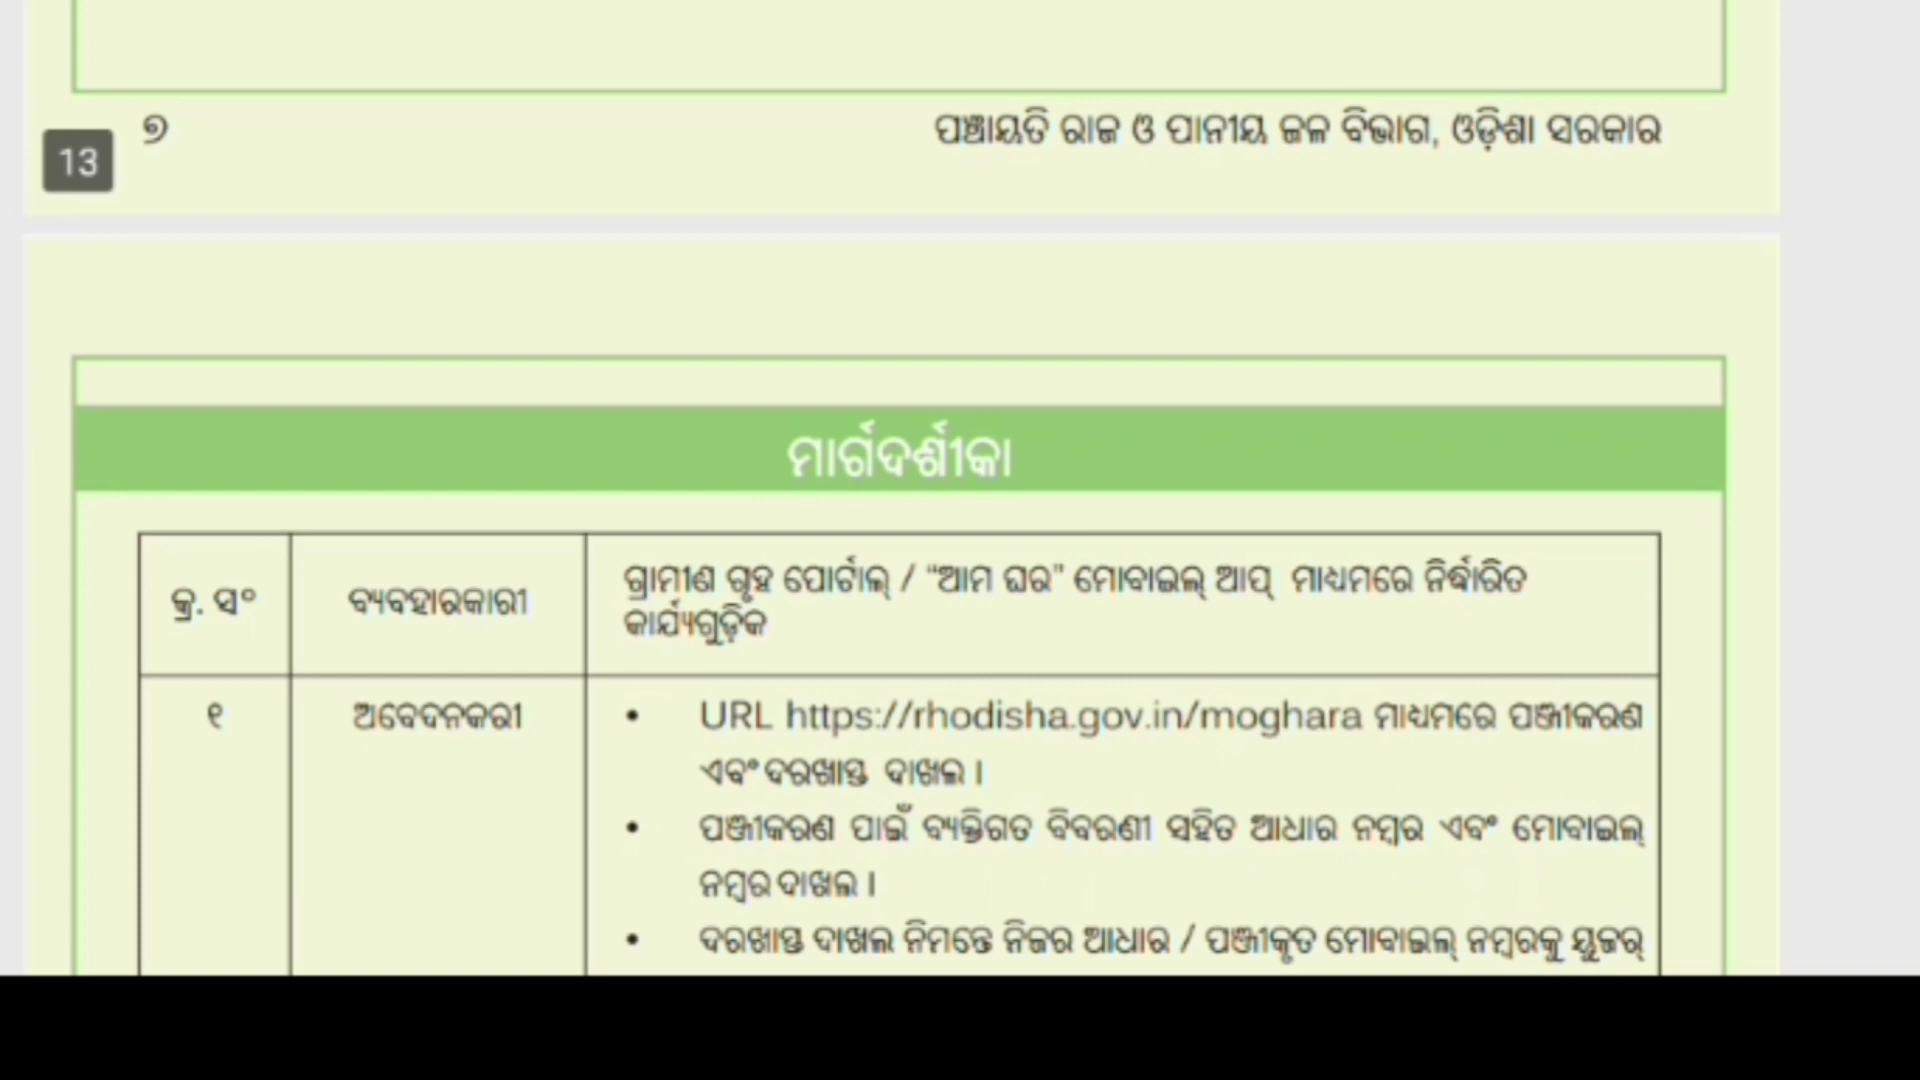 ୭
ପଞ୍ଚାୟତି ରାଜ ଓ ପାନୀୟ ଜଳ ବିଭାଗ, ଓଡ଼ିଶା ସରକାର
13
ମାର୍ଗଦର୍ଶୀକା
କ୍ର. ସଂ
ବ୍ୟବହାରକାରୀ
ଗ୍ରାମୀଣ ଗୃହ ପୋର୍ଟାଲ୍ / “ଆମ ଘର” ମୋବାଇଲ୍ ଆପ୍ ମାଧ୍ୟମରେ ନିର୍ଦ୍ଧାରିତ
କାର୍ଯ୍ୟଗୁଡ଼ିକ
୧
ଅବେଦନକରୀ
• URL https://rhodisha.gov.in/moghara ମାଧ୍ୟମରେ ପଞ୍ଜୀକରଣ
ଏବଂ ଦରଖାସ୍ତ ଦାଖଲ ।
• ପଞ୍ଜୀକରଣ ପାଇଁ ବ୍ୟକ୍ତିଗତ ବିବରଣୀ ସହିତ ଆଧାର ନମ୍ବର ଏବଂ ମୋବାଇଲ୍
ନମ୍ବର ଦାଖଲ ।
• ଦରଖାସ୍ତ ଦାଖଲ ନିମନ୍ତେ ନିଜର ଆଧାର / ପଞ୍ଜୀକୃତ ମୋବାଇଲ୍ ନମ୍ବରକୁ ୟୁଜର୍